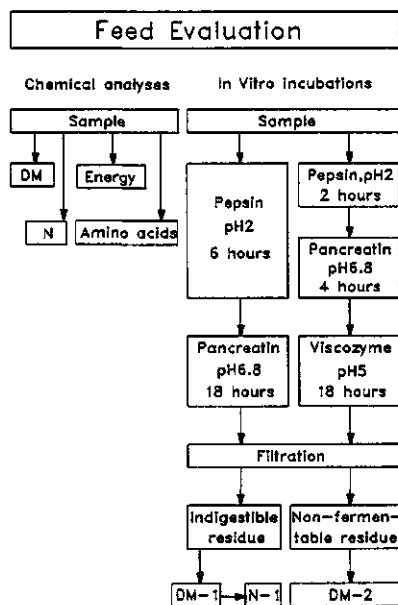 Feed Evaluation
Chemical analyses
Sample
DM
Energy
N
Amino acids
In Vitro incubations
Sample
Pepsin
pH2
6 hours
Pancreatin
pH6.8
18 hours
Pepsin,pH2
2 hours
Pancreatin
pH6.8
4 hours
Viscozyme
pH5
18 hours
Filtration
Indigestible
residue
DM-1
N-1
Non-fermen-
table residue
DM-2